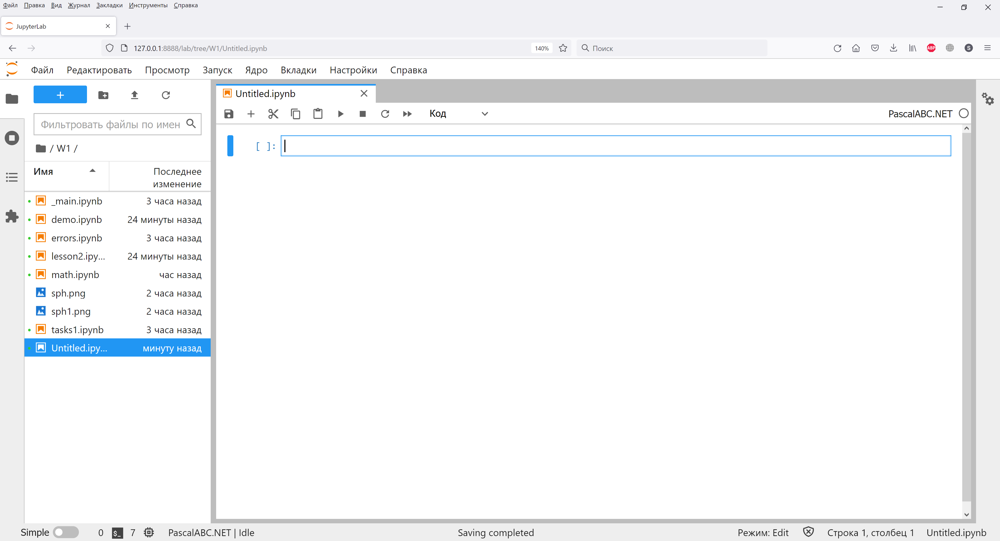 Файл Правка Вид Журнал Закладки Инструменты Справка
JupyterLab
127.0.0.1:8888/lab/tree/W1/Untitled.ipynb 140% Поиск ABP S
Файл Редактировать Просмотр Запуск Ядро Вкладки Настройки Справка
Untitled.ipynb
Код PascalABC.NET
Фильтровать файлы по имен
/ W1 /
[ ]:
Имя Последнее изменение
_main.ipynb 3 часа назад
demo.ipynb 24 минуты назад
errors.ipynb 3 часа назад
lesson2.ipy... 24 минуты назад
math.ipynb час назад
sph.png 2 часа назад
sph1.png 2 часа назад
tasks1.ipynb 3 часа назад
Untitled.ipy... минуту назад
Simple 0 $_ 7 PascalABC.NET | Idle Saving completed Режим: Edit Строка 1, столбец 1 Untitled.ipynb